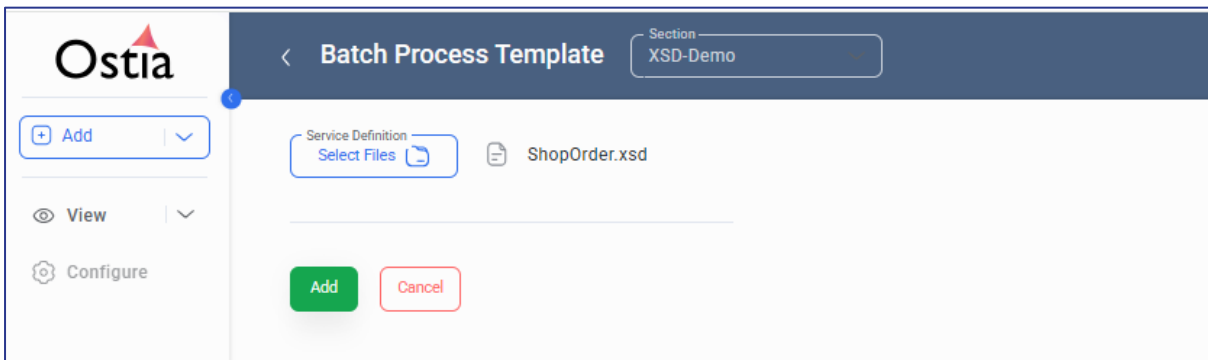 Ostia
Batch Process Template
Section
XSD-Demo
Add
View
Configure
Service Definition
Select Files
ShopOrder.xsd
Add
Cancel